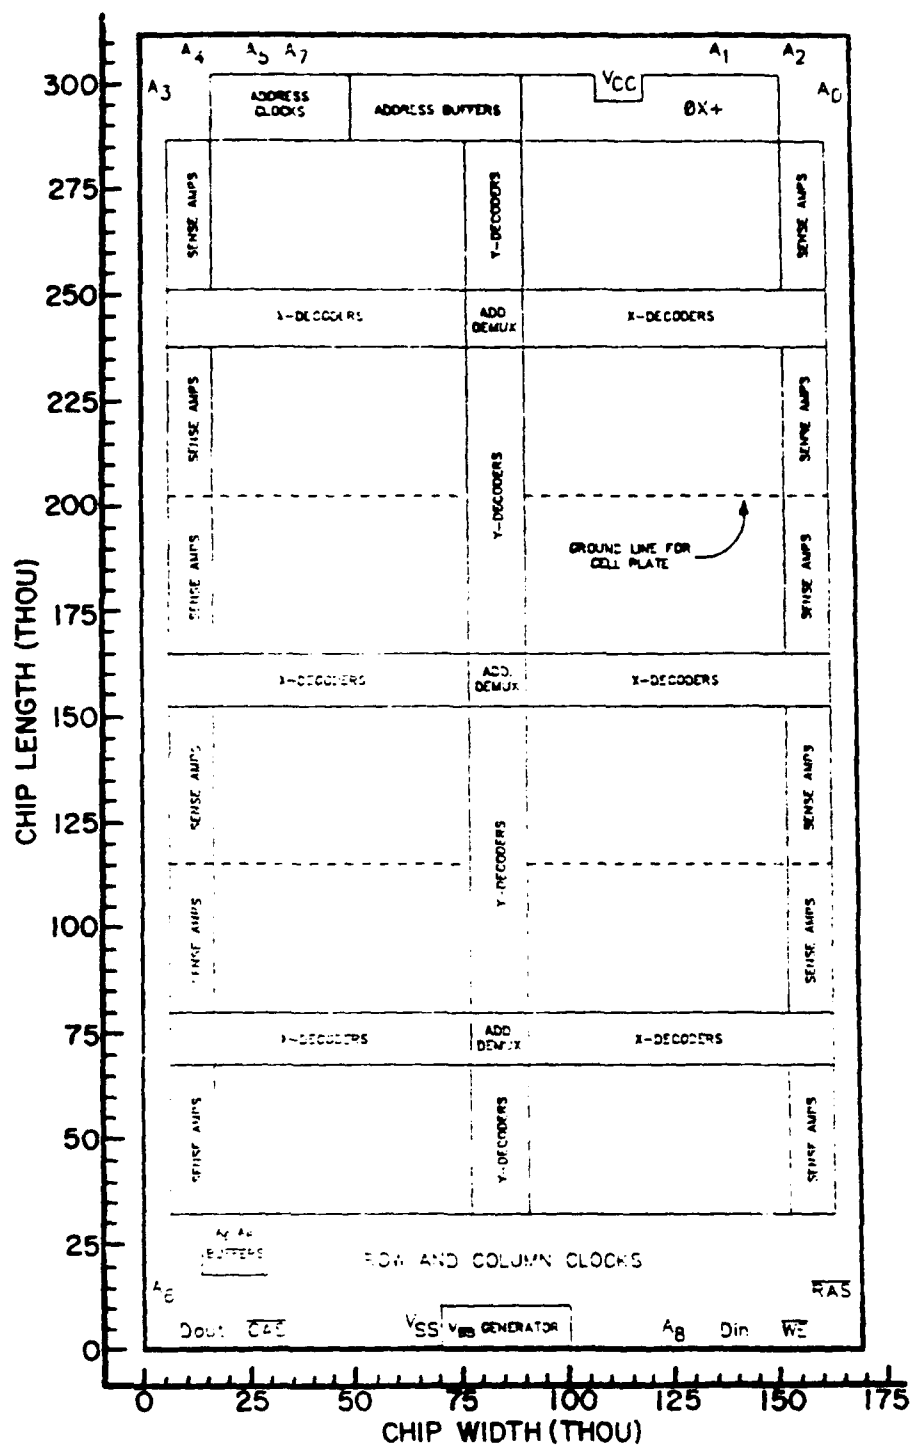 A4 A5 A7 A1 A2
A3 ADDRESS CLOCKS ADDRESS BUFFERS VCC ØX+ A0
300
SENSE AMPS Y-DECODERS SENSE AMPS
275
250
X-DECODERS ADD DEMUX X-DECODERS
SENSE AMPS SENSE AMPS
225
Y-DECODERS
200
GROUND LINE FOR
CELL PLATE
SENSE AMPS SENSE AMPS
175
X-DECODERS ADD. DEMUX X-DECODERS
150
SENSE AMPS SENSE AMPS
125
Y-DECODERS
SENSE AMPS SENSE AMPS
100
75
X-DECODERS ADD DEMUX X-DECODERS
SENSE AMPS Y-DECODERS SENSE AMPS
50
25
BUFFERS ROW AND COLUMN CLOCKS
A6 RAS
Dout CAS VSS VBB GENERATOR A8 Din WE
0
CHIP LENGTH (THOU)
0 25 50 75 100 125 150 175
CHIP WIDTH (THOU)